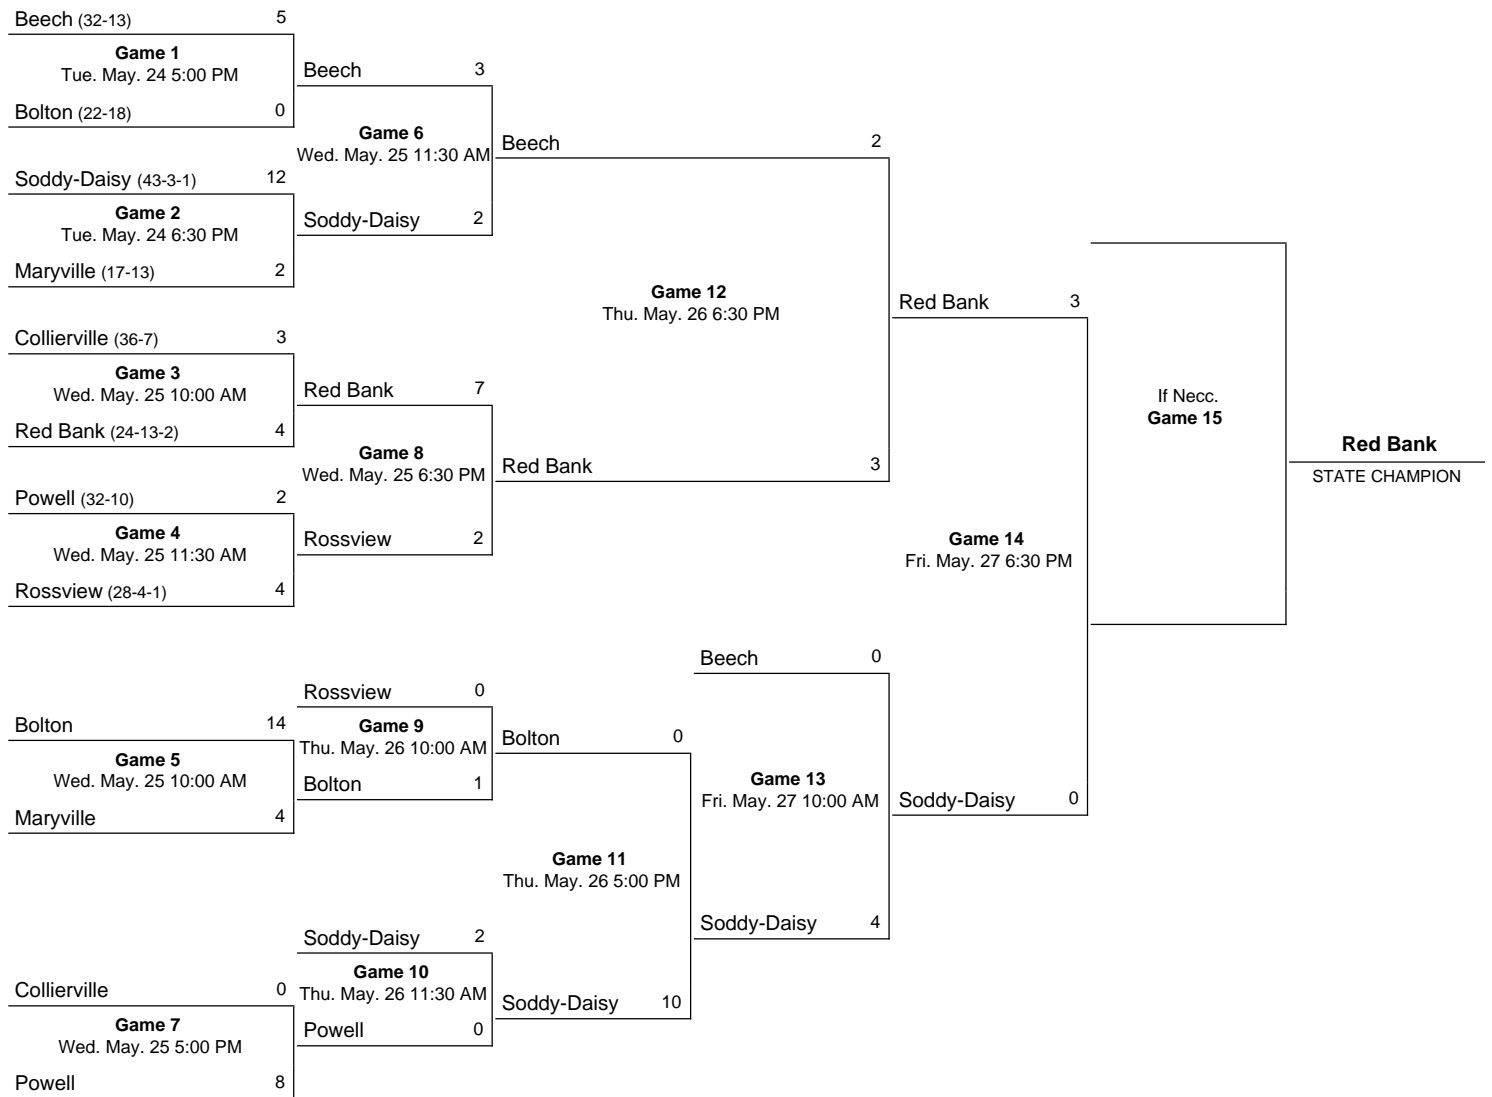 Beech (32-13) 5
Game 1
Tue. May. 24 5:00 PM
Bolton (22-18) 0
Soddy-Daisy (43-3-1) 12
Game 2
Tue. May. 24 6:30 PM
Maryville (17-13) 2
Collierville (36-7) 3
Game 3
Wed. May. 25 10:00 AM
Red Bank (24-13-2) 4
Powell (32-10) 2
Game 4
Wed. May. 25 11:30 AM
Rossview (28-4-1) 4
Bolton 14
Game 5
Wed. May. 25 10:00 AM
Maryville 4
Collierville 0
Game 7
Wed. May. 25 5:00 PM
Powell 8
Beech 3
Game 6
Wed. May. 25 11:30 AM
Soddy-Daisy 2
Red Bank 7
Game 8
Wed. May. 25 6:30 PM
Rossview 2
Rossview 0
Game 9
Thu. May. 26 10:00 AM
Bolton 1
Soddy-Daisy 2
Game 10
Thu. May. 26 11:30 AM
Powell 0
Beech 2
Game 12
Thu. May. 26 6:30 PM
Red Bank 3
Bolton 0
Game 11
Thu. May. 26 5:00 PM
Soddy-Daisy 10
Beech 0
Game 13
Fri. May. 27 10:00 AM
Soddy-Daisy 4
Red Bank 3
Game 14
Fri. May. 27 6:30 PM
Soddy-Daisy 0
If Necc.
Game 15
Red Bank
STATE CHAMPION